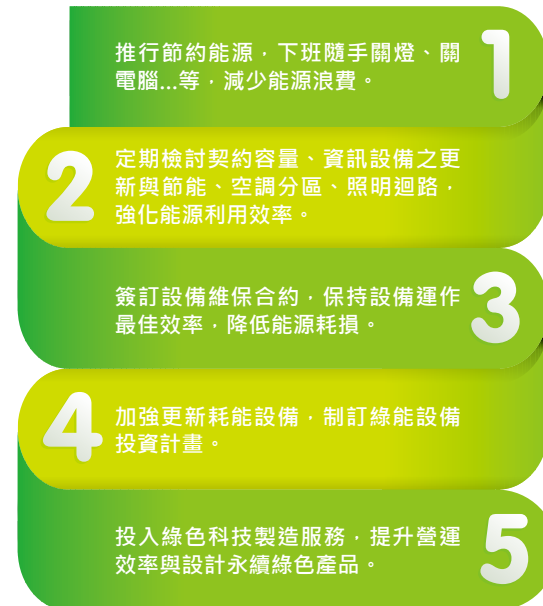 1
推行節約能源，下班隨手關燈、關
電腦...等，減少能源浪費。
2
定期檢討契約容量、資訊設備之更
新與節能、空調分區、照明迴路，
強化能源利用效率。
3
簽訂設備維保合約，保持設備運作
最佳效率，降低能源耗損。
4
加強更新耗能設備，制訂綠能設備
投資計畫。
5
投入綠色科技製造服務，提升營運
效率與設計永續綠色產品。